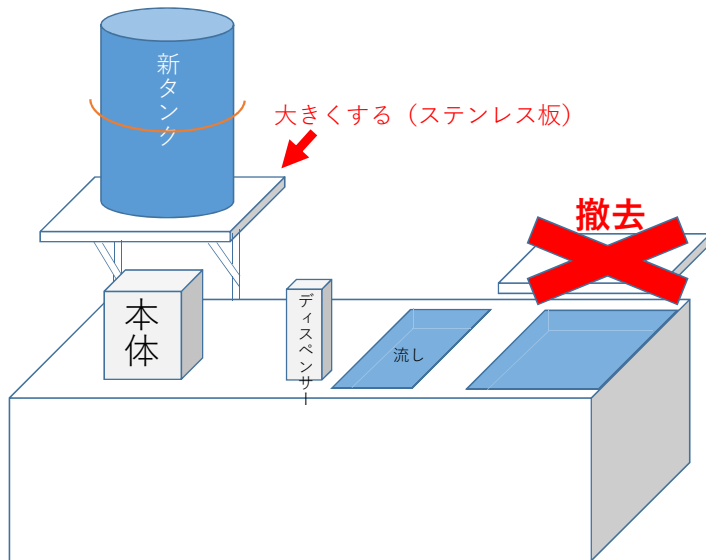 新タンク
大きくする（ステンレス板）
撤去
本体
ディスペンサー
流し